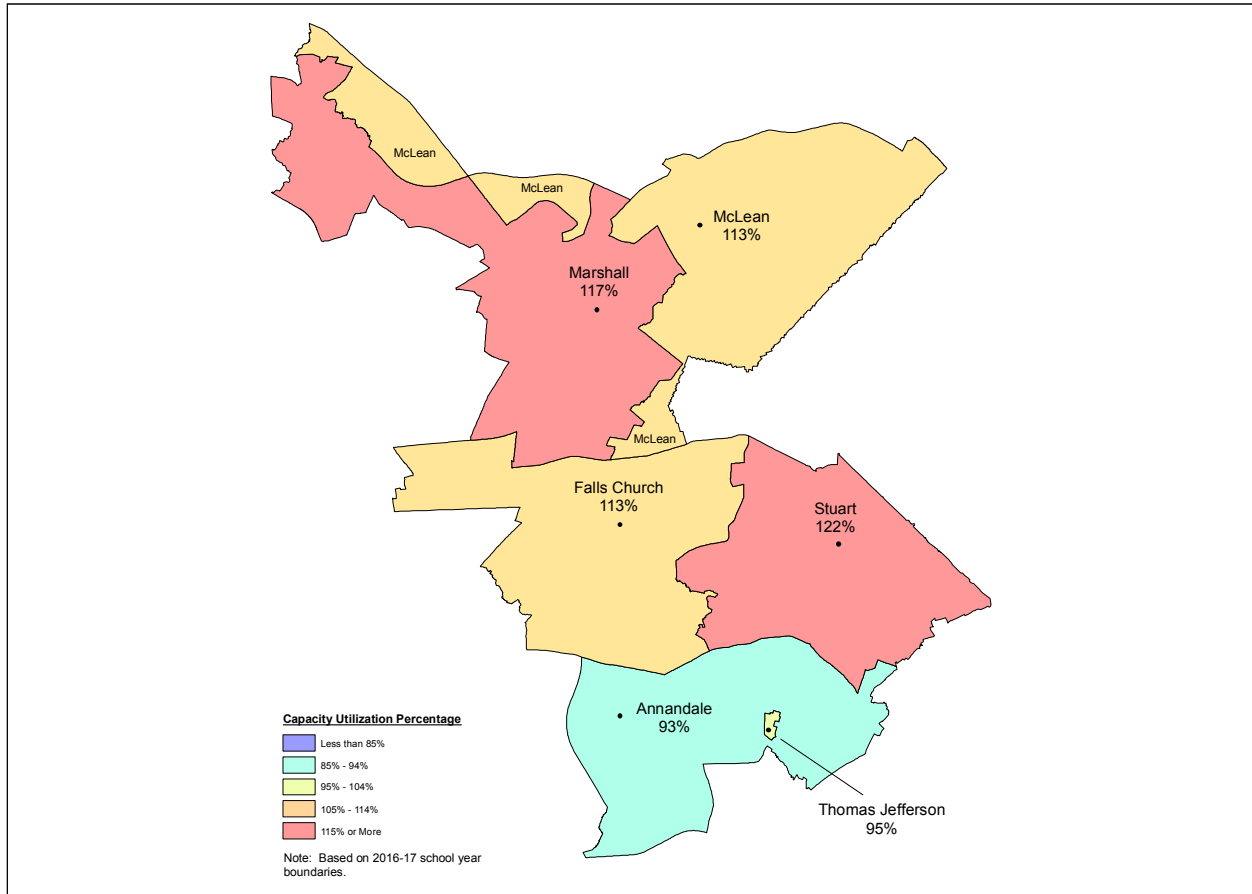 McLean
McLean
McLean
113%
Marshall
117%
McLean
Falls Church
113%
Stuart
122%
Annandale
93%
Thomas Jefferson
95%
Capacity Utilization Percentage
Less than 85%
85% - 94%
95% - 104%
105% - 114%
115% or More
Note:  Based on 2016-17 school year
boundaries.